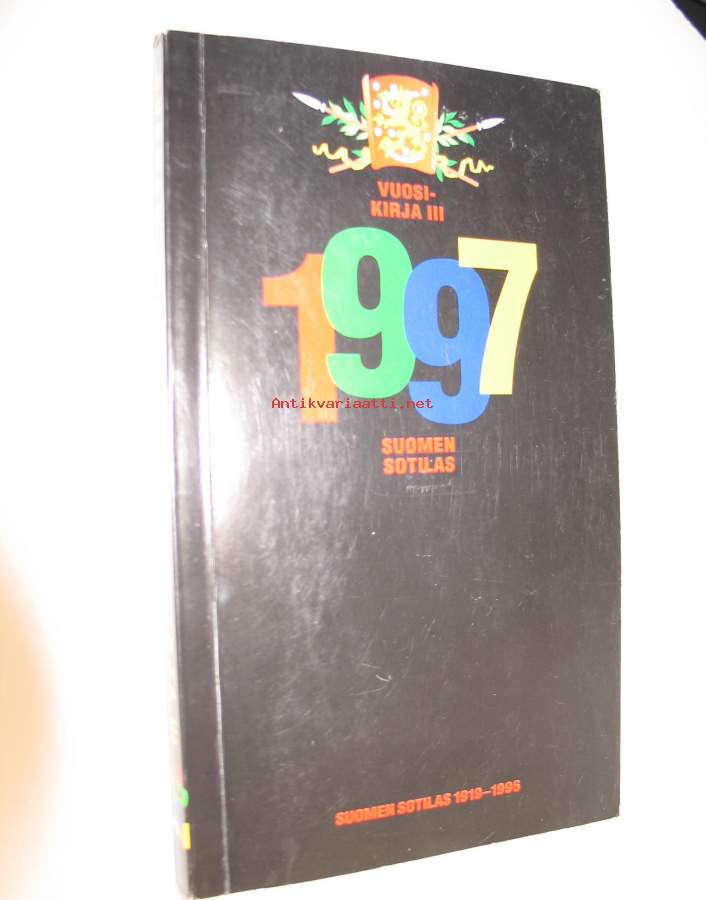 VUOSI-
KIRJA III
1997
Antikvariaatti.net
SUOMEN
SOTILAS
SUOMEN SOTILAS 1919–1996